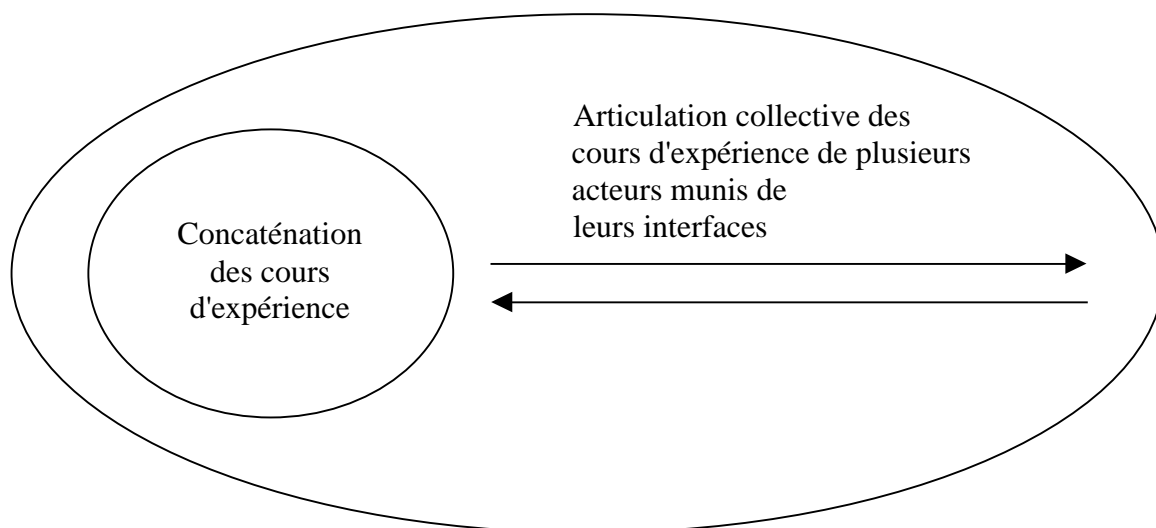 Articulation collective des
cours d'expérience de plusieurs
acteurs munis de
leurs interfaces
Concaténation
des cours
d'expérience